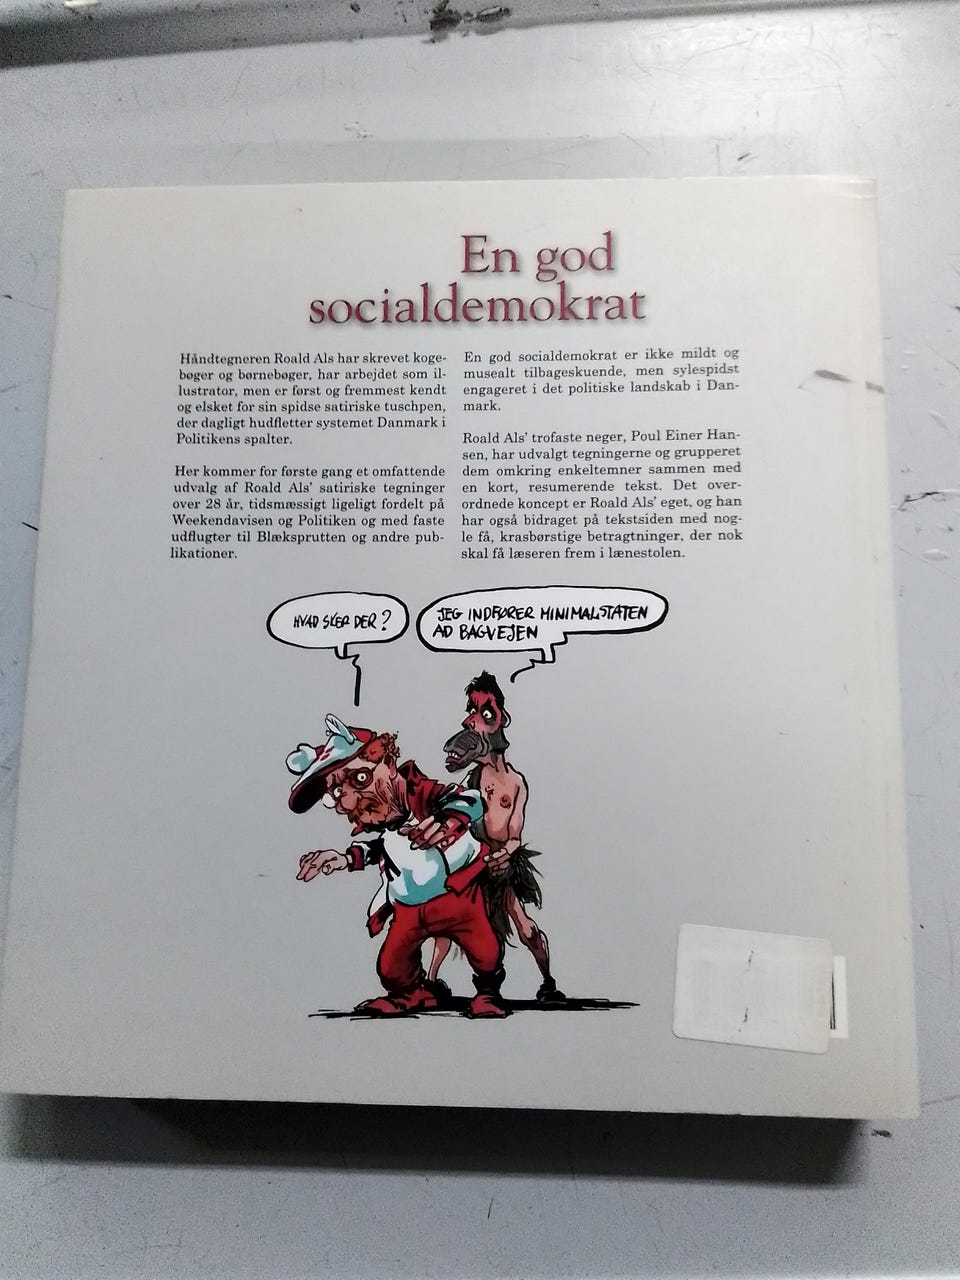 En god
socialdemokrat
Håndtegneren Roald Als har skrevet koge-
bøger og børnebøger, har arbejdet som il-
lustrator, men er først og fremmest kendt
og elsket for sin spidse satiriske tuschpen,
der dagligt hudfletter systemet Danmark i
Politikens spalter.
Her kommer for første gang et omfattende
udvalg af Roald Als’ satiriske tegninger
over 28 år, tidsmæssigt ligeligt fordelt på
Weekendavisen og Politiken og med faste
udflugter til Blæksprutten og andre pub-
likationer.
En god socialdemokrat er ikke mildt og
musealt tilbageskuende, men sylespidst
engageret i det politiske landskab i Dan-
mark.
Roald Als’ trofaste neger, Poul Einer Han-
sen, har udvalgt tegningerne og grupperet
dem omkring enkeltemner sammen med
en kort, resumerende tekst. Det over-
ordnede koncept er Roald Als’ eget, og han
har også bidraget på tekstsiden med nog-
le få, krasbørstige betragtninger, der nok
skal få læseren frem i lænestolen.
HVAD SKER DER?
JEG INDFØRER MINIMALSTATEN
AD BAGVEJEN